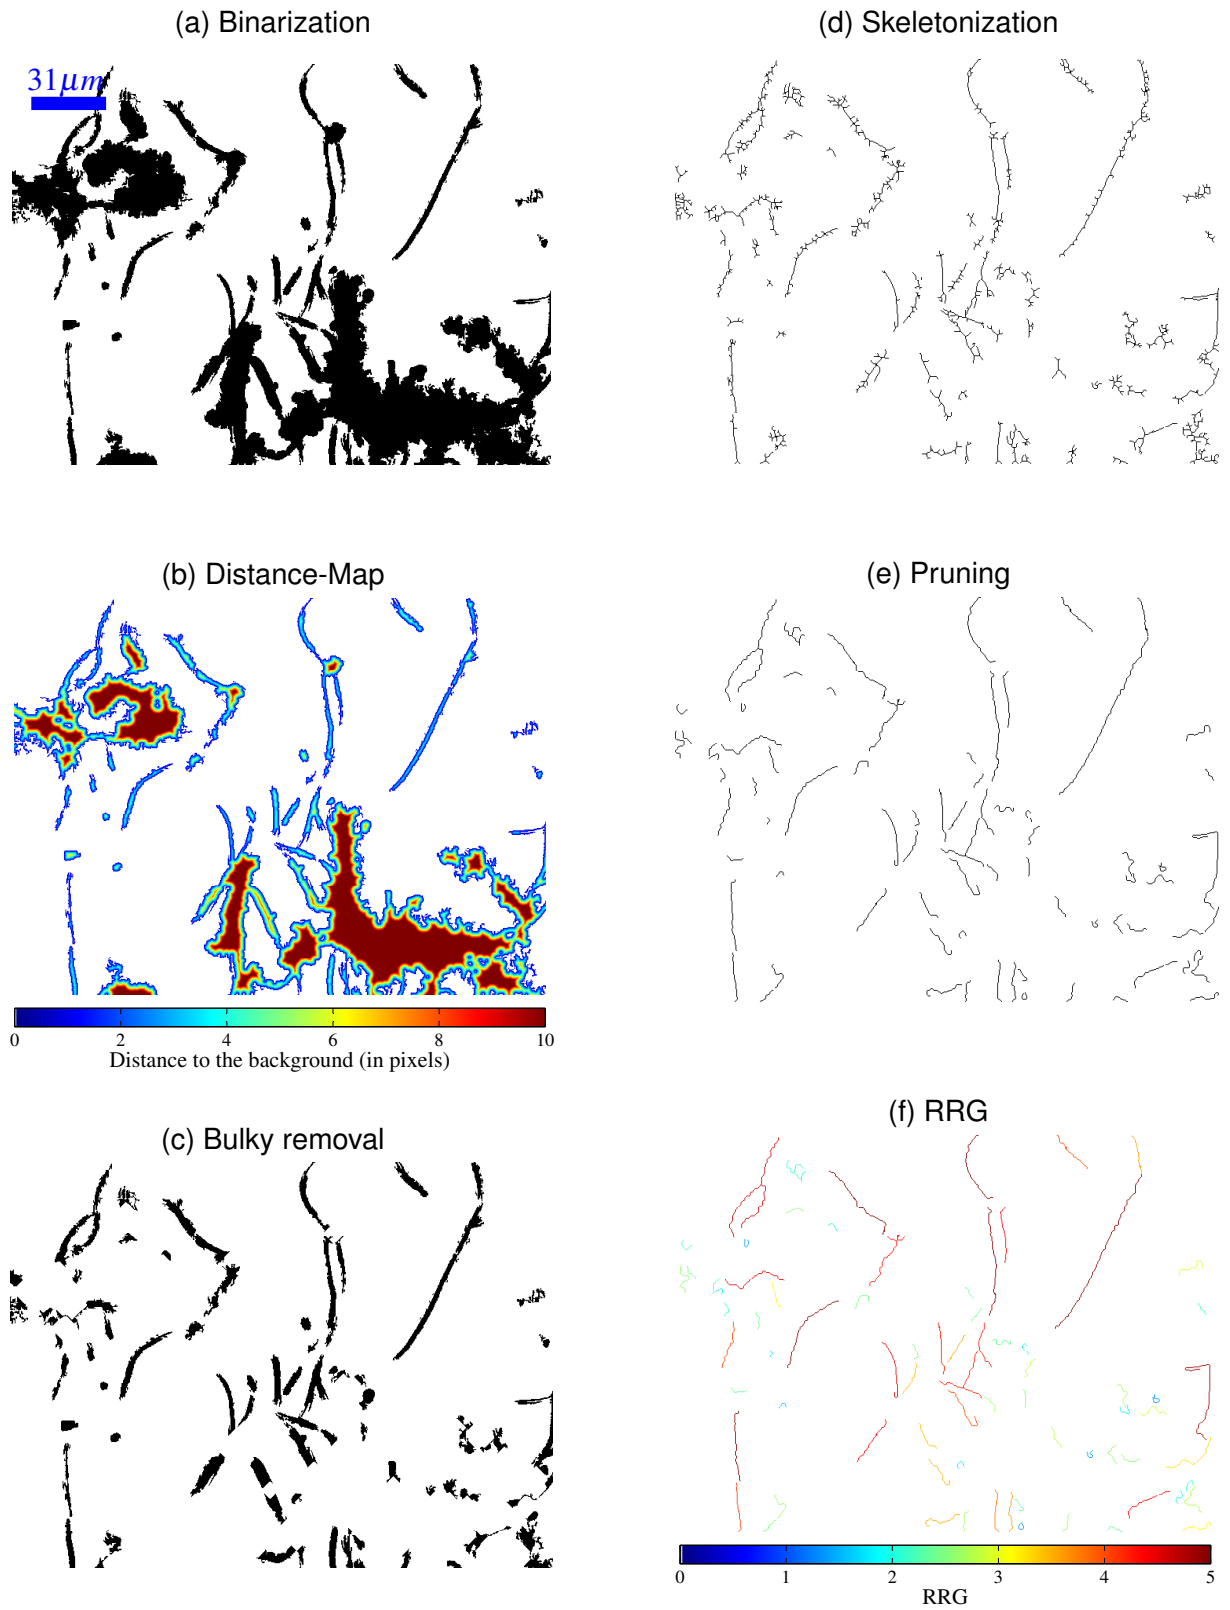 (a) Binarization
31μm
(b) Distance-Map
0 2 4 6 8 10
Distance to the background (in pixels)
(c) Bulky removal
(d) Skeletonization
(e) Pruning
(f) RRG
0 1 2 3 4 5
RRG